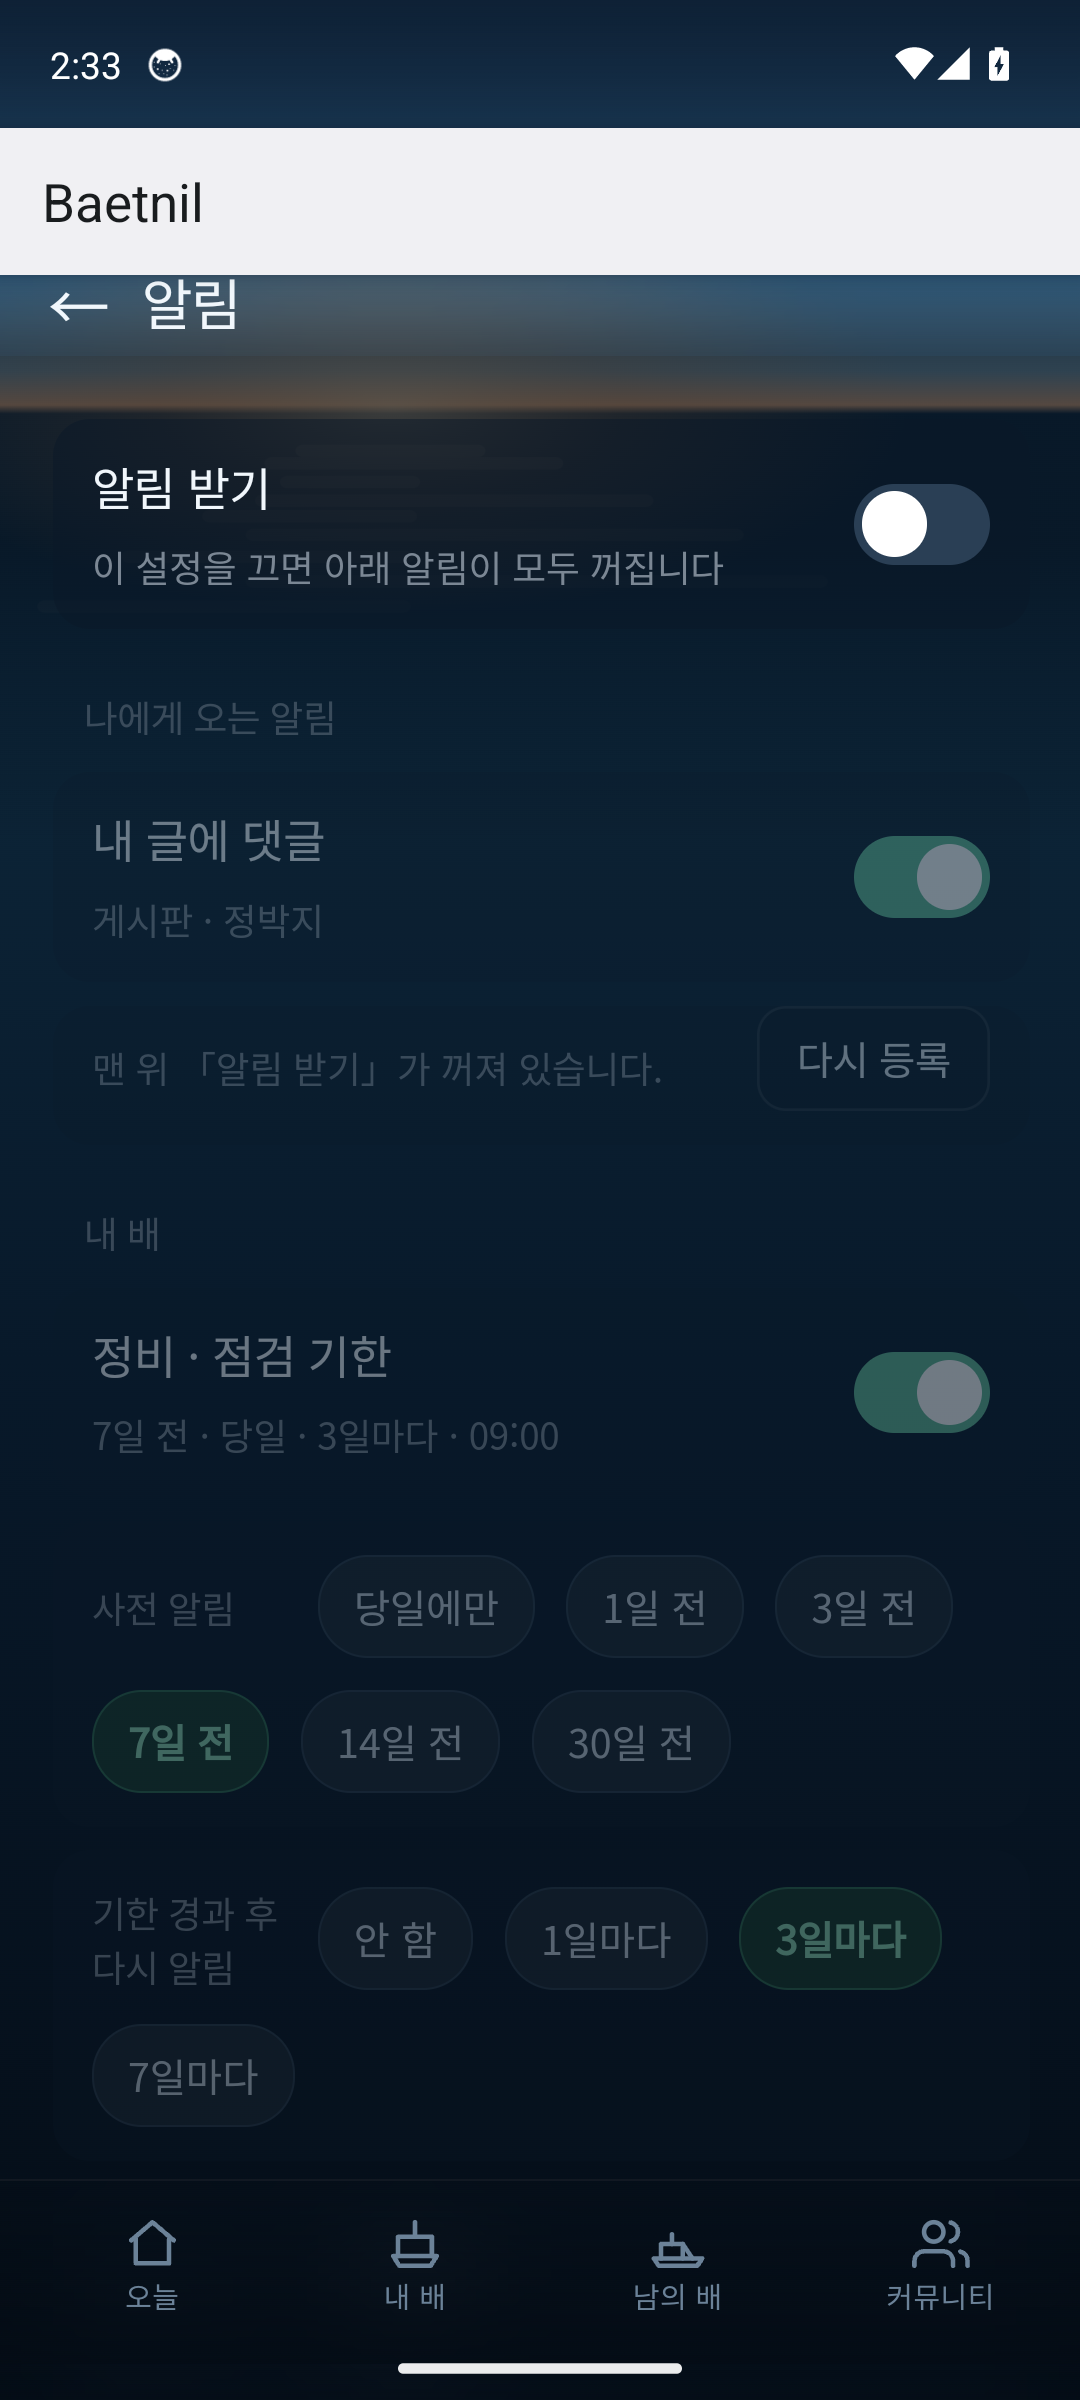 2:33
Baetnil
← 알림
알림 받기
이 설정을 끄면 아래 알림이 모두 꺼집니다
나에게 오는 알림
내 글에 댓글
게시판 · 정박지
맨 위 「알림 받기」가 꺼져 있습니다.
다시 등록
내 배
정비 · 점검 기한
7일 전 · 당일 · 3일마다 · 09:00
사전 알림 당일에만 1일 전 3일 전
7일 전 14일 전 30일 전
기한 경과 후
다시 알림
안 함 1일마다 3일마다
7일마다
오늘 내 배 남의 배 커뮤니티